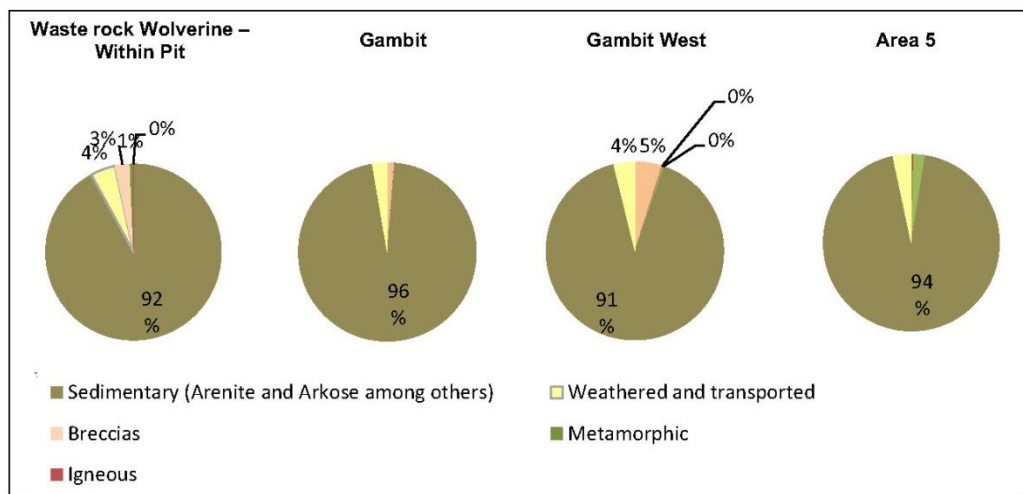 Waste rock Wolverine –
Within Pit
Gambit
Gambit West
Area 5
4%
3%
1%
0%
92
%
96
%
4%
5%
0%
0%
91
%
94
%
Sedimentary (Arenite and Arkose among others)
Weathered and transported
Breccias
Metamorphic
Igneous